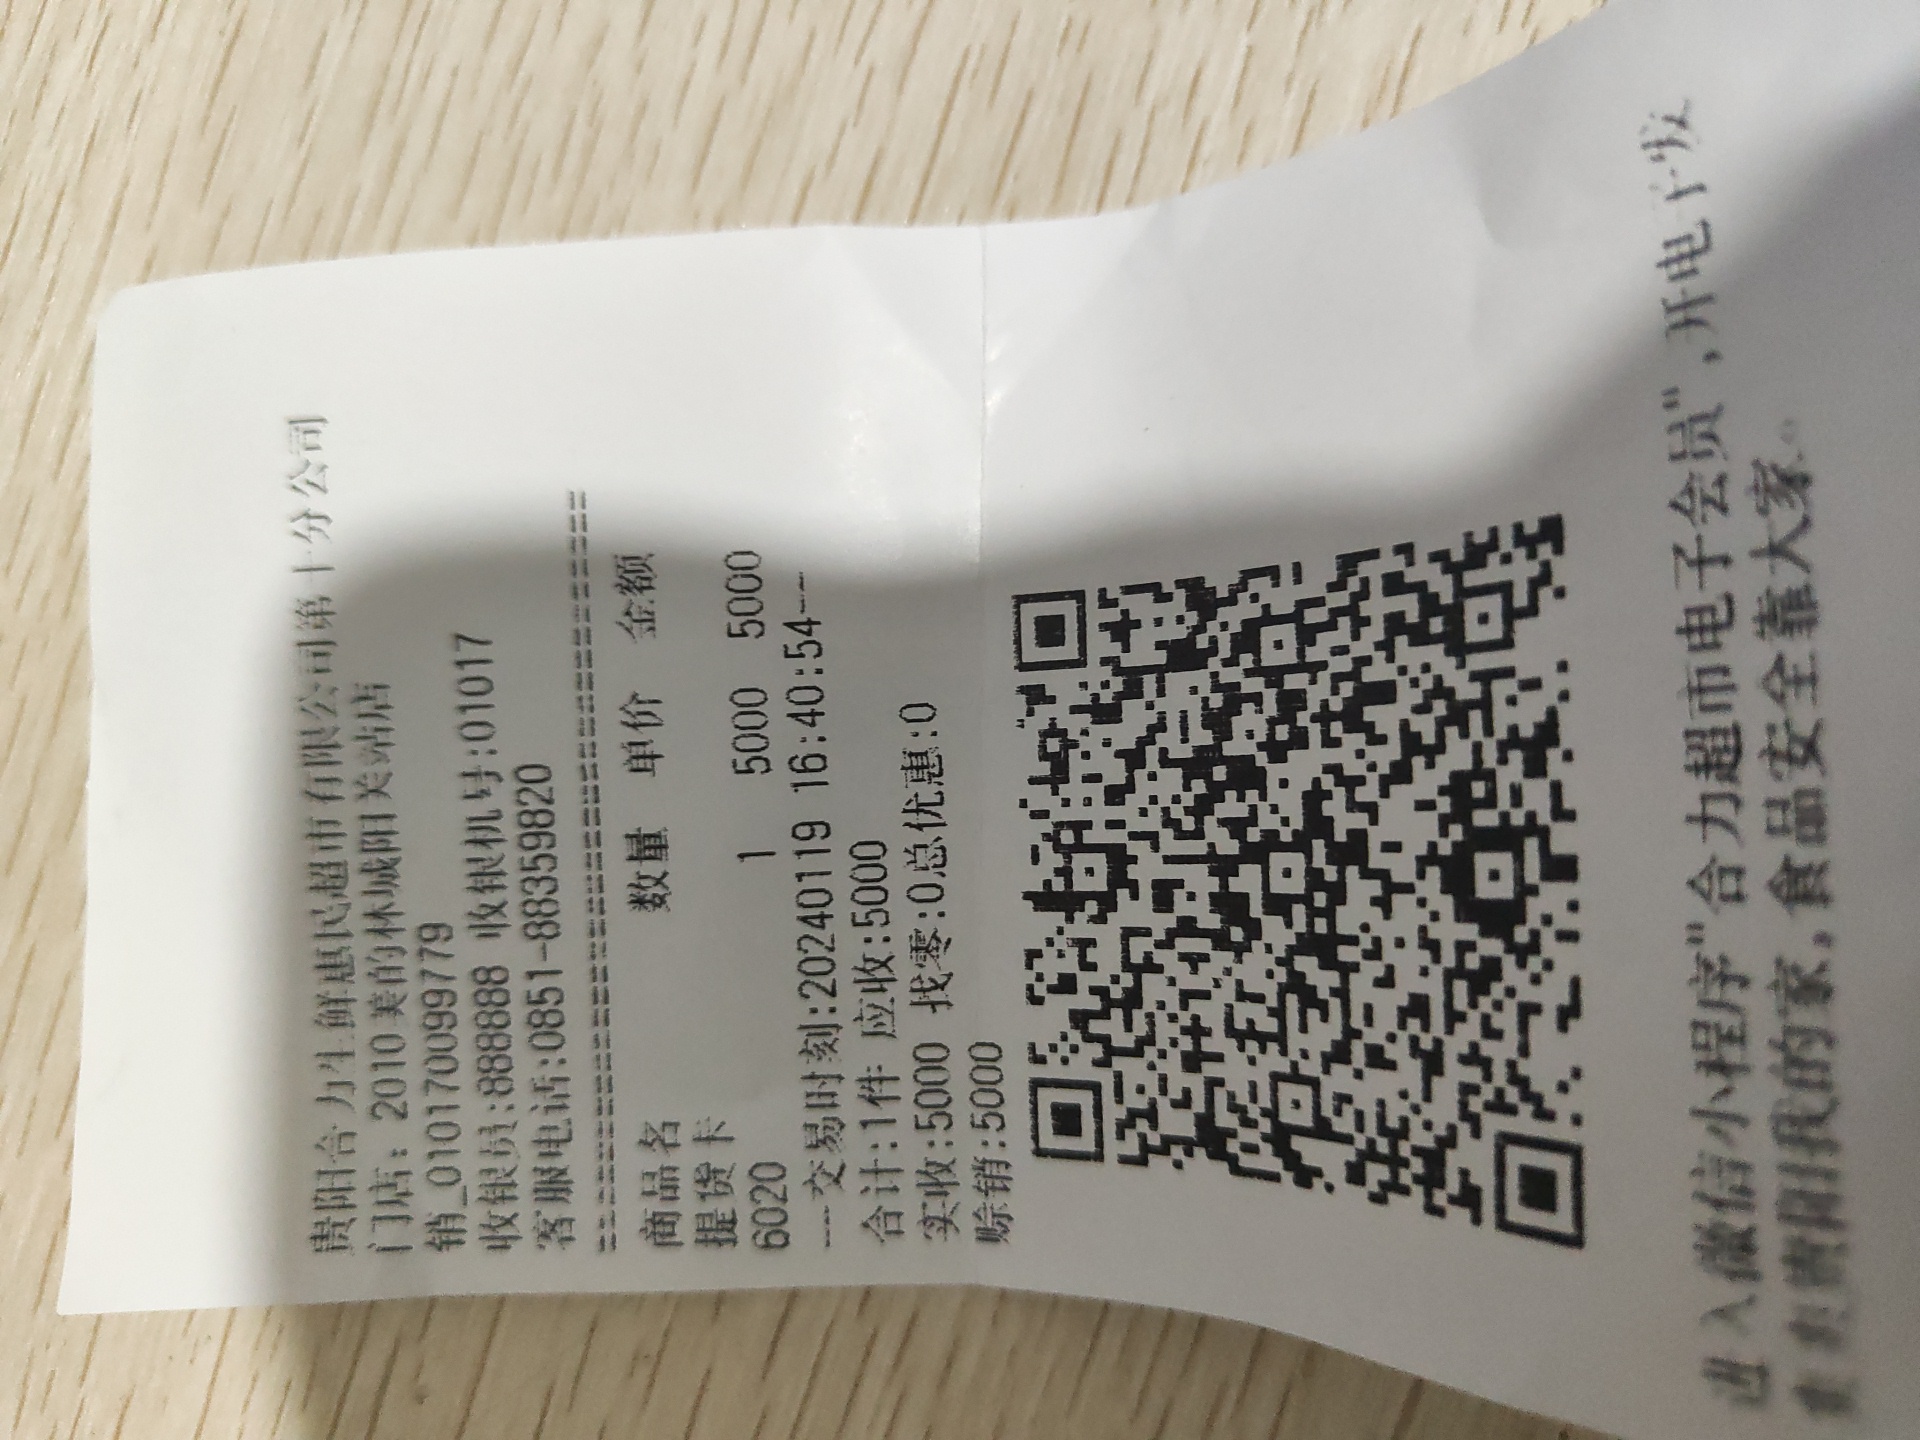 贵阳合力生鲜惠民超市有限公司第十分公司
门店: 2010美的林城阳关站店
销_010170099779
收银员:888888 收银机号:01017
客服电话:0851-88359820
================================
商品名 数量 单价 金额
提货卡
6020 1 5000 5000
---交易时刻:20240119 16:40:54---
合计:1件 应收:5000
实收:5000 找零:0总优惠:0
赊销:5000
进入微信小程序"合力超市电子会员",开电子发
票 贵阳我的家,食品安全靠大家。